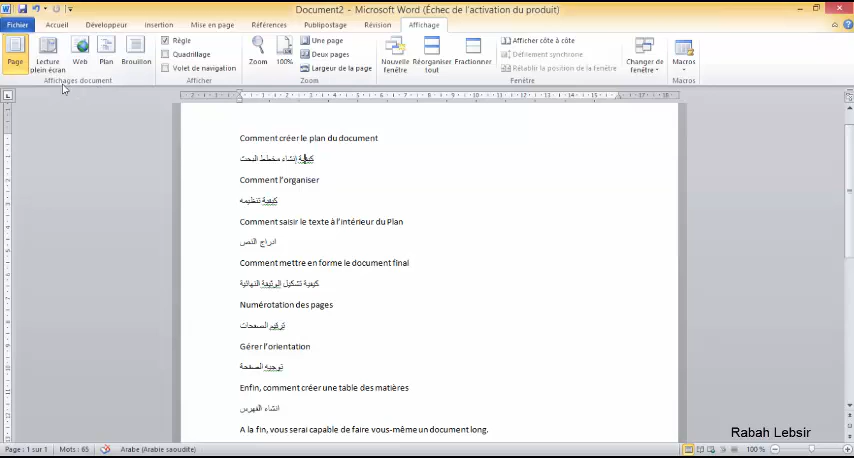 Document2 - Microsoft Word (Échec de l'activation du produit)
Fichier Accueil Développeur Insertion Mise en page Références Publipostage Révision Affichage
Page Lecture plein écran Web Plan Brouillon
Affichages document
Règle
Quadrillage
Volet de navigation
Afficher
Zoom 100%
Une page
Deux pages
Largeur de la page
Zoom
Nouvelle fenêtre Réorganiser tout Fractionner
Afficher côte à côte
Défilement synchrone
Rétablir la position de la fenêtre
Changer de fenêtre
Fenêtre
Macros
Macros
Comment créer le plan du document
كيفية إنشاء مخطط البحث
Comment l'organiser
كيفية تنظيمه
Comment saisir le texte à l'intérieur du Plan
ادراج النص
Comment mettre en forme le document final
كيفية تشكيل الوثيقة النهائية
Numérotation des pages
ترقيم الصفحات
Gérer l'orientation
توجيه الصفحة
Enfin, comment créer une table des matières
انشاء الفهرس
A la fin, vous serai capable de faire vous-même un document long.
Rabah Lebsir
Page : 1 sur 1 Mots : 65 Arabe (Arabie saoudite) 100 %